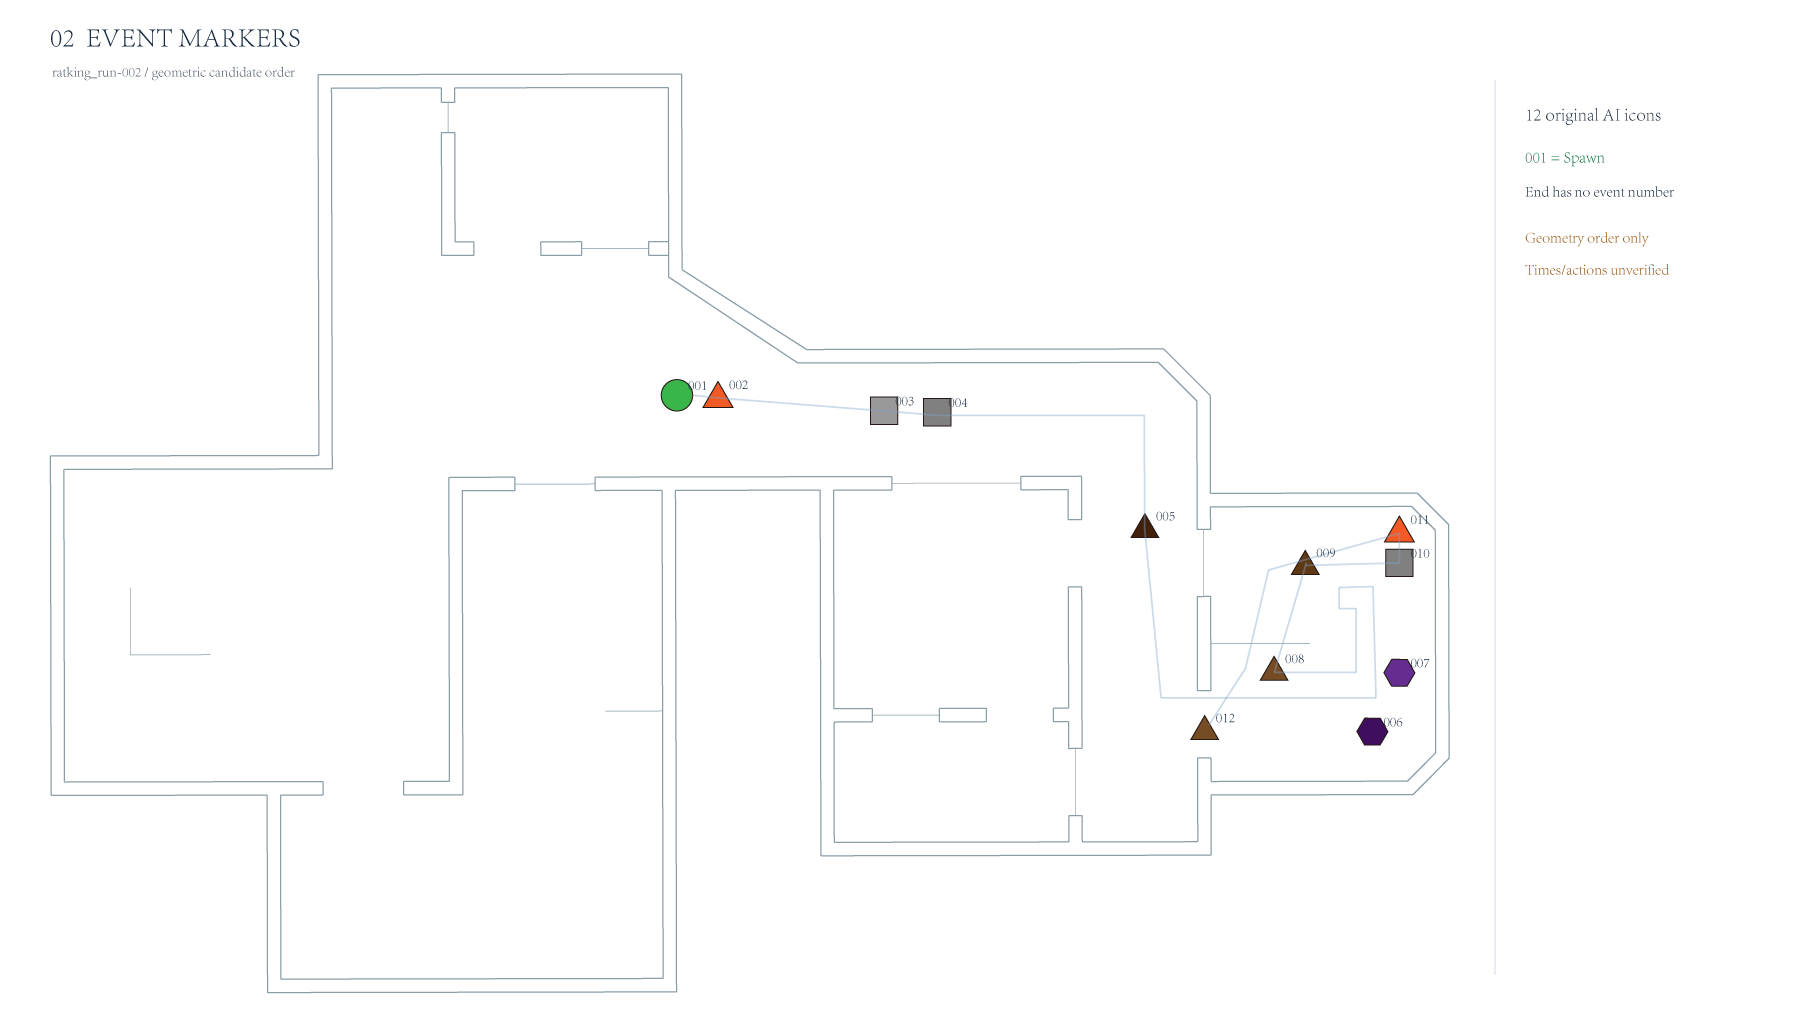 02 EVENT MARKERS
ratking_run-002 / geometric candidate order
12 original AI icons
001 = Spawn
End has no event number
Geometry order only
Times/actions unverified
001
002
003
004
005
011
009
010
008
007
012
006